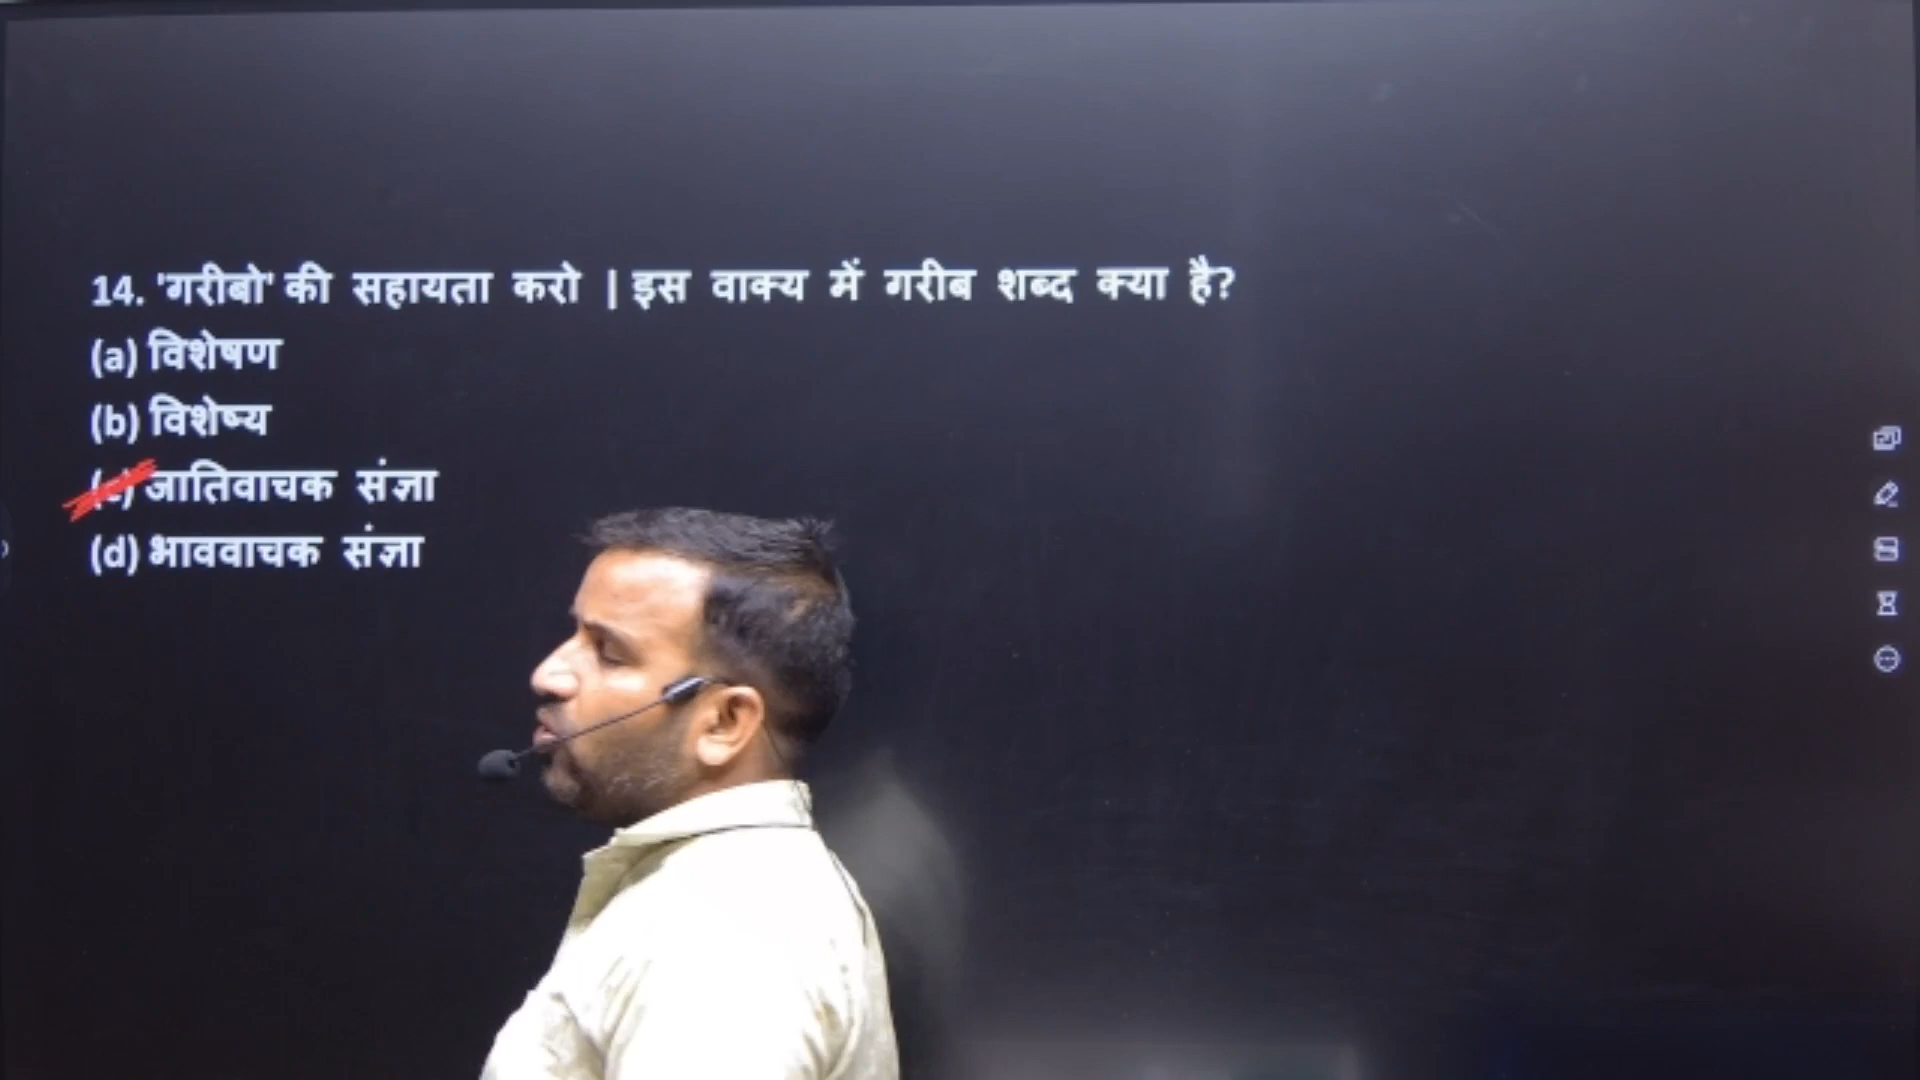 14. 'गरीबो' की सहायता करो | इस वाक्य में गरीब शब्द क्या है?
(a) विशेषण
(b) विशेष्य
(c) जातिवाचक संज्ञा
(d) भाववाचक संज्ञा